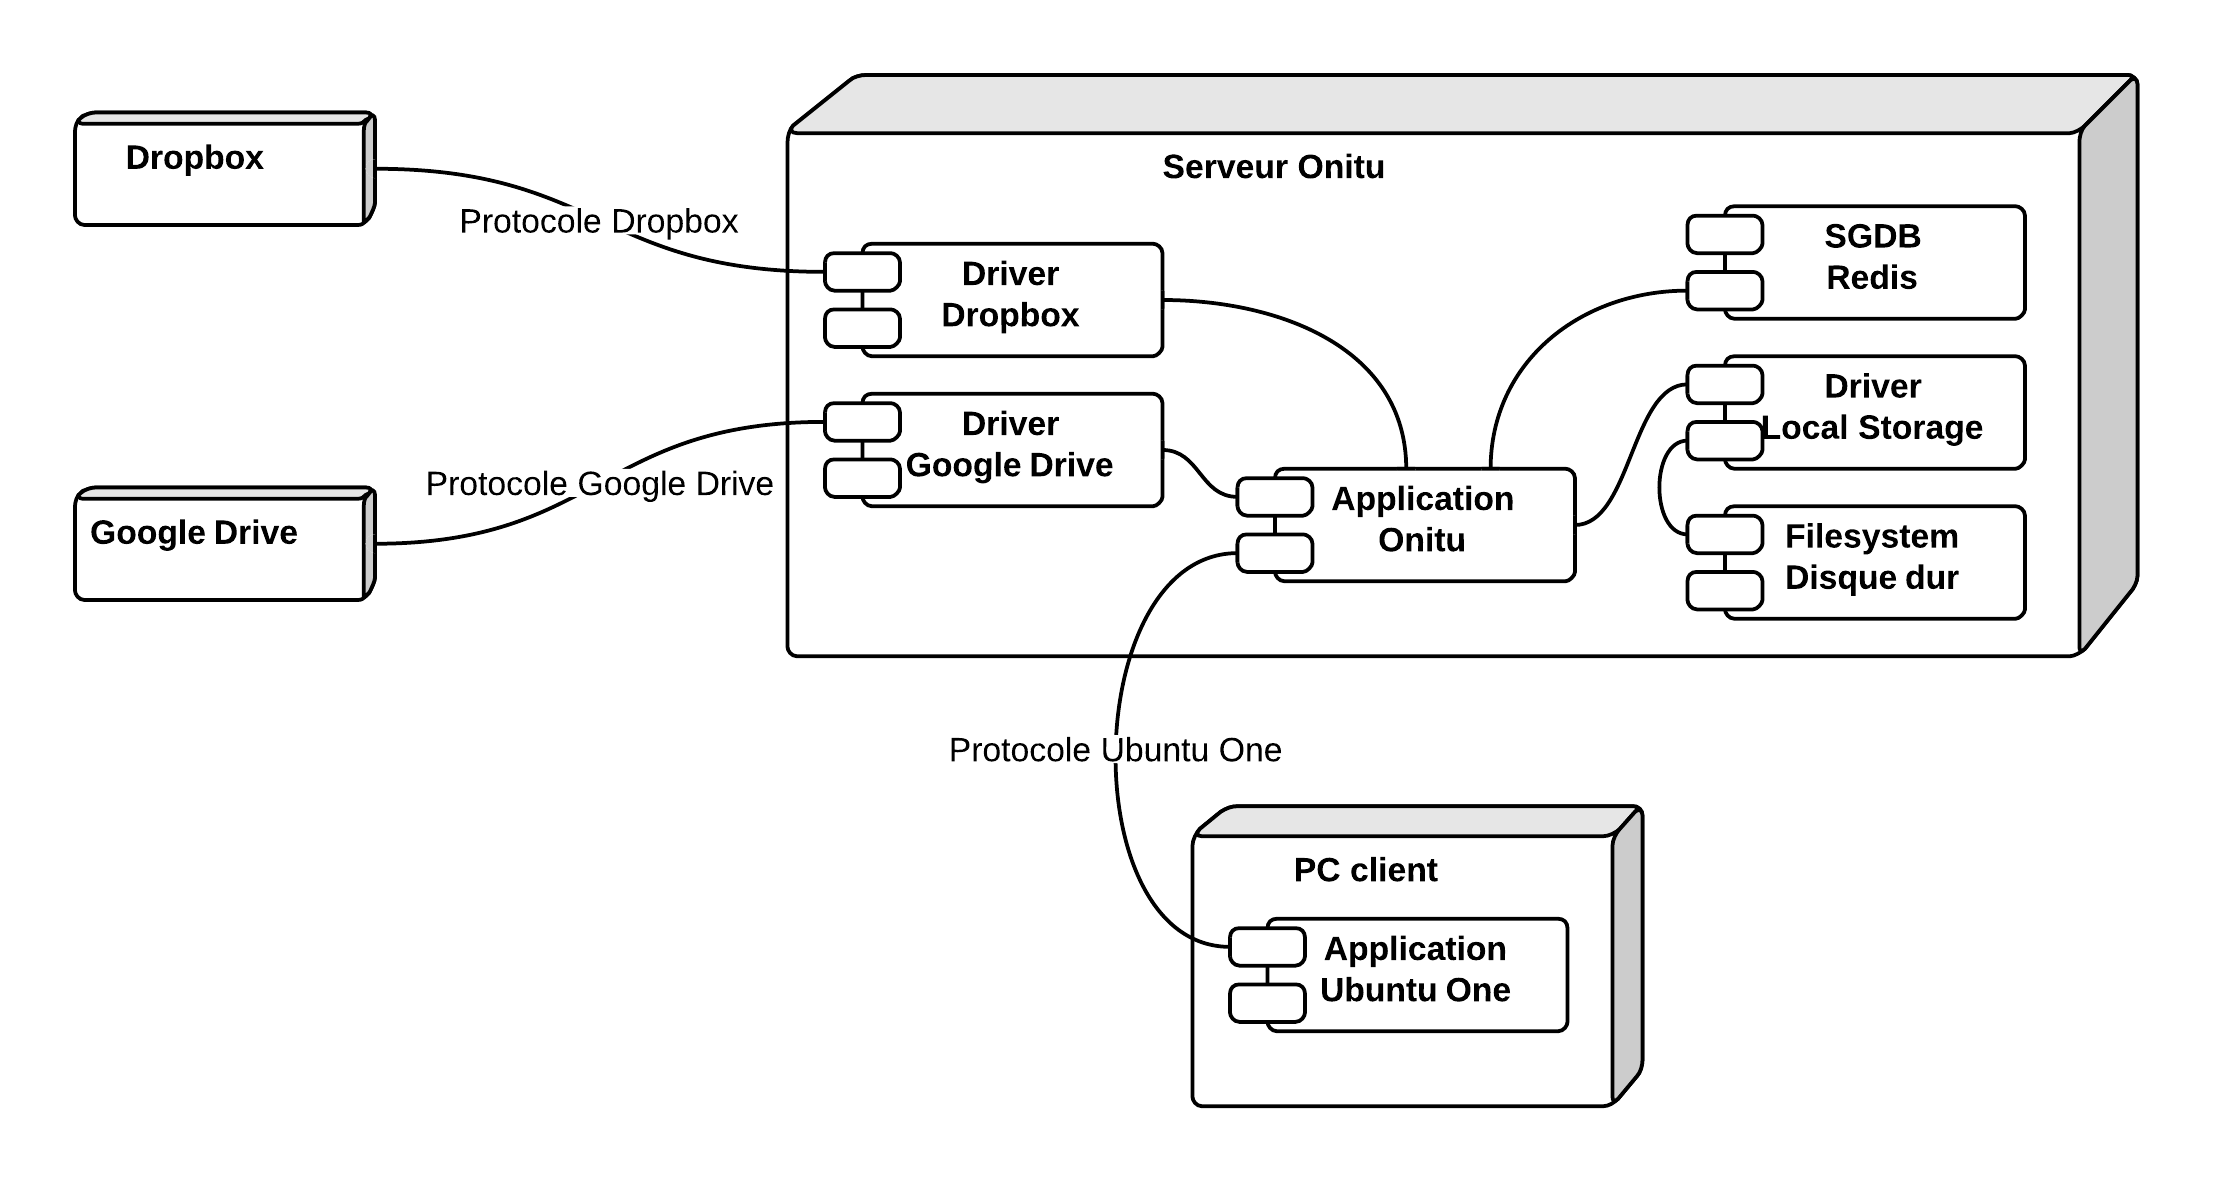 Dropbox
Protocole Dropbox
Google Drive
Protocole Google Drive
Serveur Onitu
Driver
Dropbox
Driver
Google Drive
Application
Onitu
SGDB
Redis
Driver
Local Storage
Filesystem
Disque dur
Protocole Ubuntu One
PC client
Application
Ubuntu One